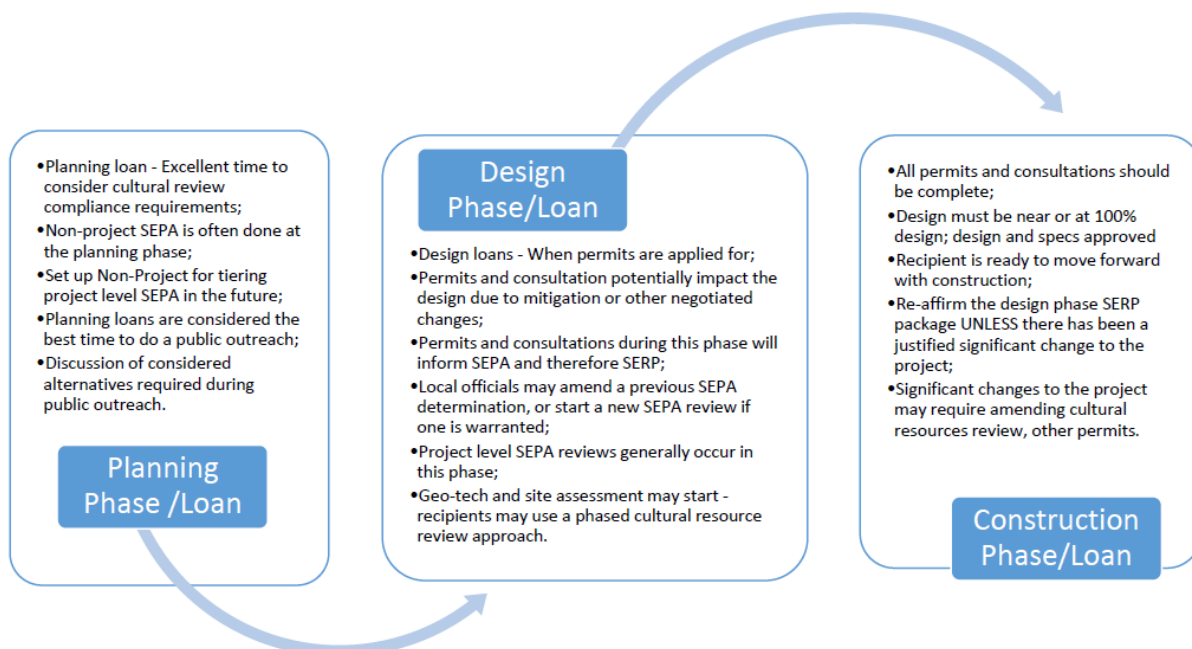 •Planning loan - Excellent time to
consider cultural review
compliance requirements;
•Non-project SEPA is often done at
the planning phase;
•Set up Non-Project for tiering
project level SEPA in the future;
•Planning loans are considered the
best time to do a public outreach;
•Discussion of considered
alternatives required during
public outreach.
Planning
Phase /Loan
Design
Phase/Loan
•Design loans - When permits are applied for;
•Permits and consultation potentially impact the
design due to mitigation or other negotiated
changes;
•Permits and consultations during this phase will
inform SEPA and therefore SERP;
•Local officials may amend a previous SEPA
determination, or start a new SEPA review if
one is warranted;
•Project level SEPA reviews generally occur in
this phase;
•Geo-tech and site assessment may start -
recipients may use a phased cultural resource
review approach.
•All permits and consultations should
be complete;
•Design must be near or at 100%
design; design and specs approved
•Recipient is ready to move forward
with construction;
•Re-affirm the design phase SERP
package UNLESS there has been a
justified significant change to the
project;
•Significant changes to the project
may require amending cultural
resources review, other permits.
Construction
Phase/Loan